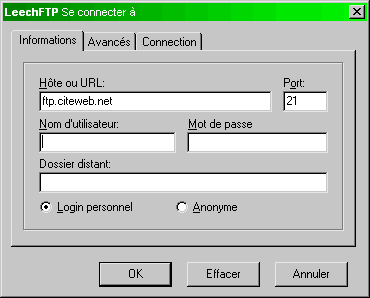 LeechFTP Se connecter à
Informations Avancés Connection
Hôte ou URL: Port:
ftp.citeweb.net 21
Nom d'utilisateur: Mot de passe
Dossier distant:
Login personnel Anonyme
OK Effacer Annuler